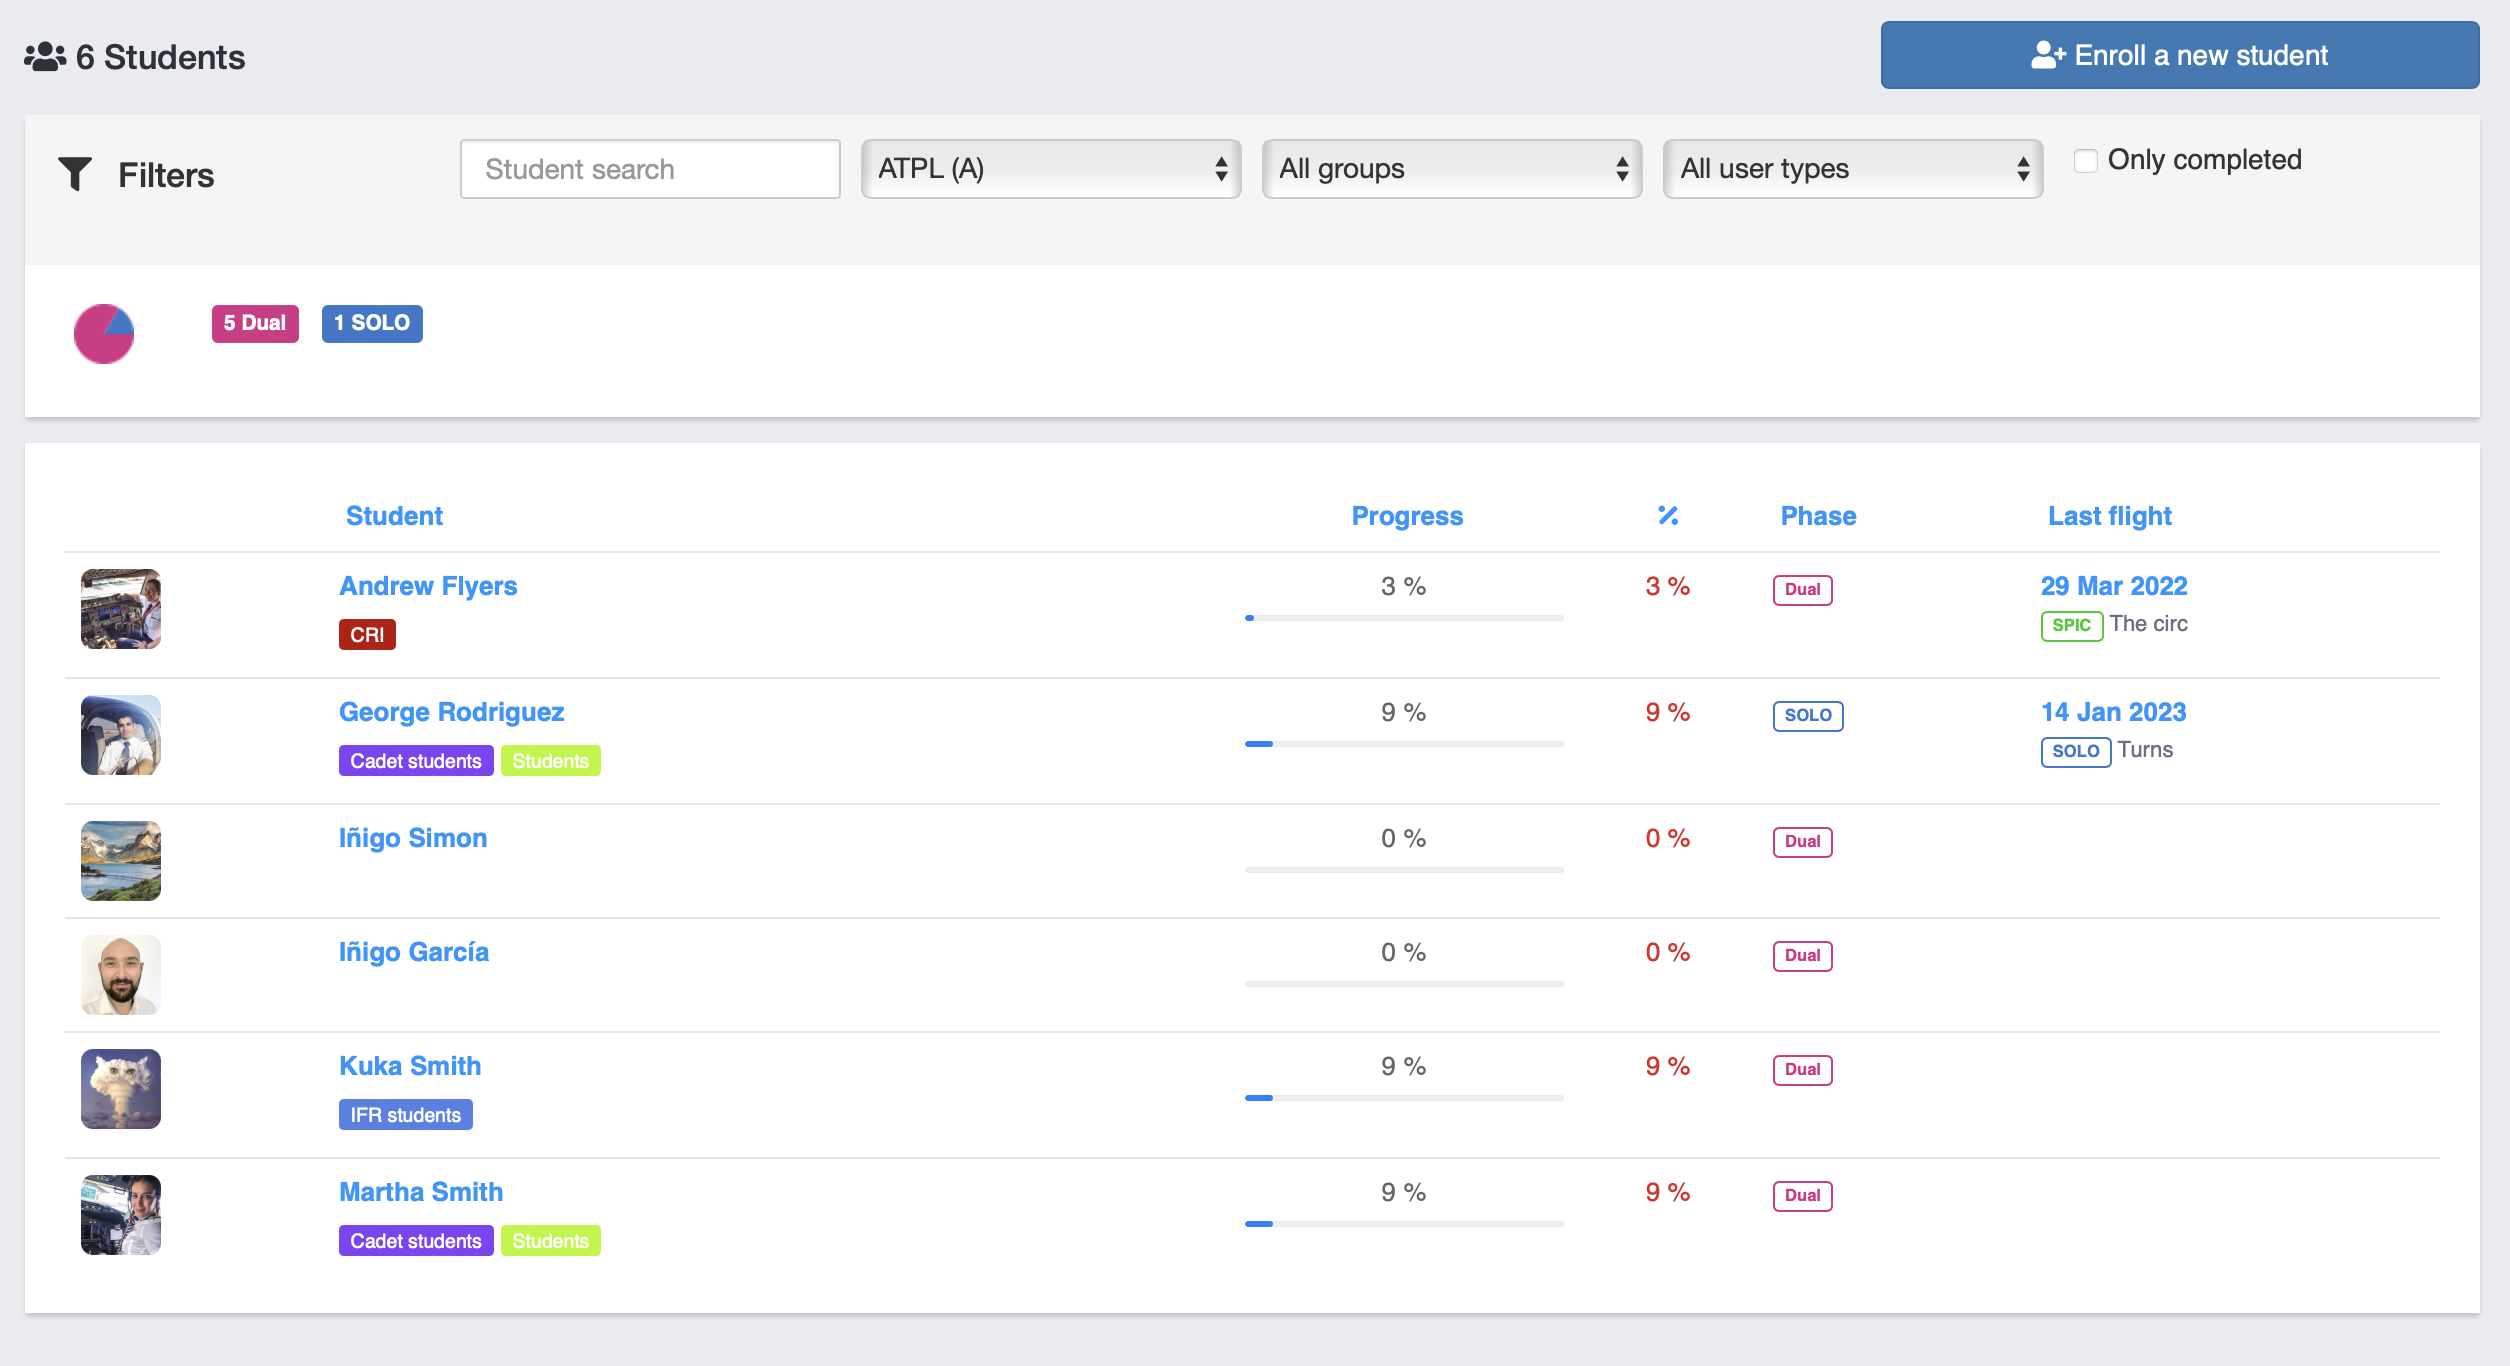 6 Students
Enroll a new student
Filters
Student search
ATPL (A)
All groups
All user types
Only completed
5 Dual
1 SOLO
Student Progress % Phase Last flight
Andrew Flyers 3 % 3 % Dual 29 Mar 2022
CRI SPIC The circ
George Rodriguez 9 % 9 % SOLO 14 Jan 2023
Cadet students Students SOLO Turns
Iñigo Simon 0 % 0 % Dual
Iñigo García 0 % 0 % Dual
Kuka Smith 9 % 9 % Dual
IFR students
Martha Smith 9 % 9 % Dual
Cadet students Students